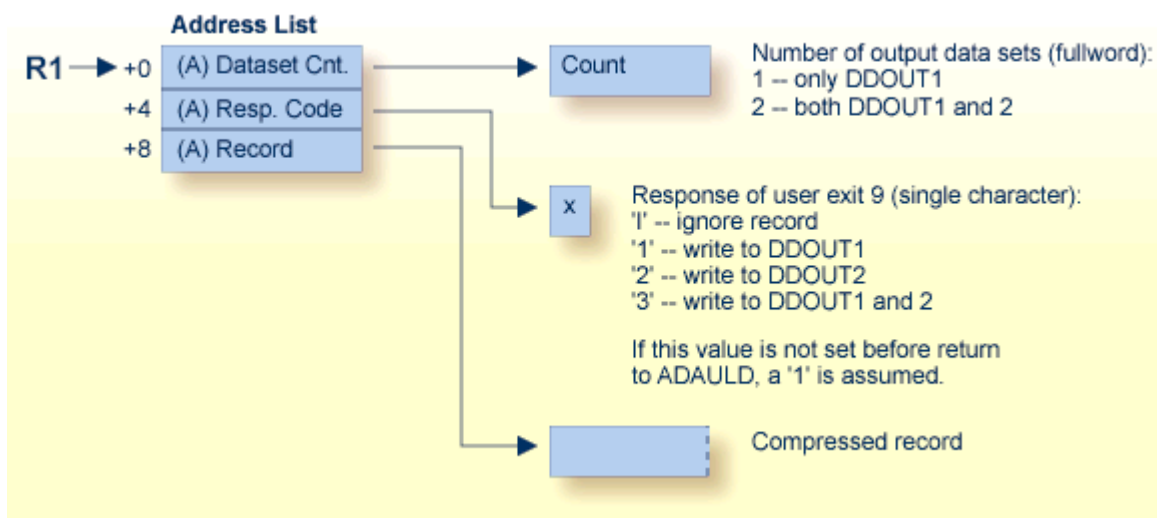 Address List
R1
+0
(A) Dataset Cnt.
+4
(A) Resp. Code
+8
(A) Record
Count
Number of output data sets (fullword):
1 -- only DDOUT1
2 -- both DDOUT1 and 2
x
Response of user exit 9 (single character):
'I' -- ignore record
'1' -- write to DDOUT1
'2' -- write to DDOUT2
'3' -- write to DDOUT1 and 2
If this value is not set before return
to ADAULD, a '1' is assumed.
Compressed record